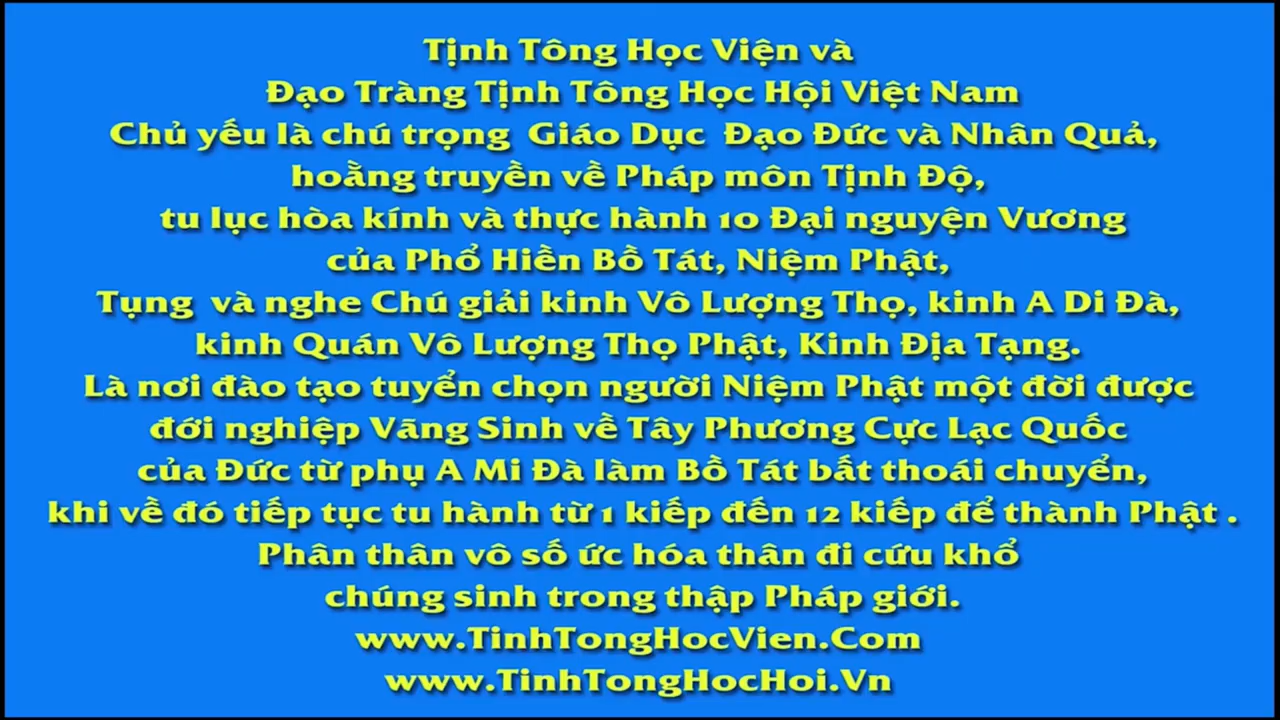 Tịnh Tông Học Viện và
Đạo Tràng Tịnh Tông Học Hội Việt Nam
Chủ yếu là chú trọng Giáo Dục Đạo Đức và Nhân Quả,
hoằng truyền về Pháp môn Tịnh Độ,
tu lục hòa kính và thực hành 10 Đại nguyện Vương
của Phổ Hiền Bồ Tát, Niệm Phật,
Tụng và nghe Chú giải kinh Vô Lượng Thọ, kinh A Di Đà,
kinh Quán Vô Lượng Thọ Phật, Kinh Địa Tạng.
Là nơi đào tạo tuyển chọn người Niệm Phật một đời được
đới nghiệp Vãng Sinh về Tây Phương Cực Lạc Quốc
của Đức từ phụ A Mi Đà làm Bồ Tát bất thoái chuyển,
khi về đó tiếp tục tu hành từ 1 kiếp đến 12 kiếp để thành Phật .
Phân thân vô số ức hóa thân đi cứu khổ
chúng sinh trong thập Pháp giới.
www.TinhTongHocVien.Com
www.TinhTongHocHoi.Vn